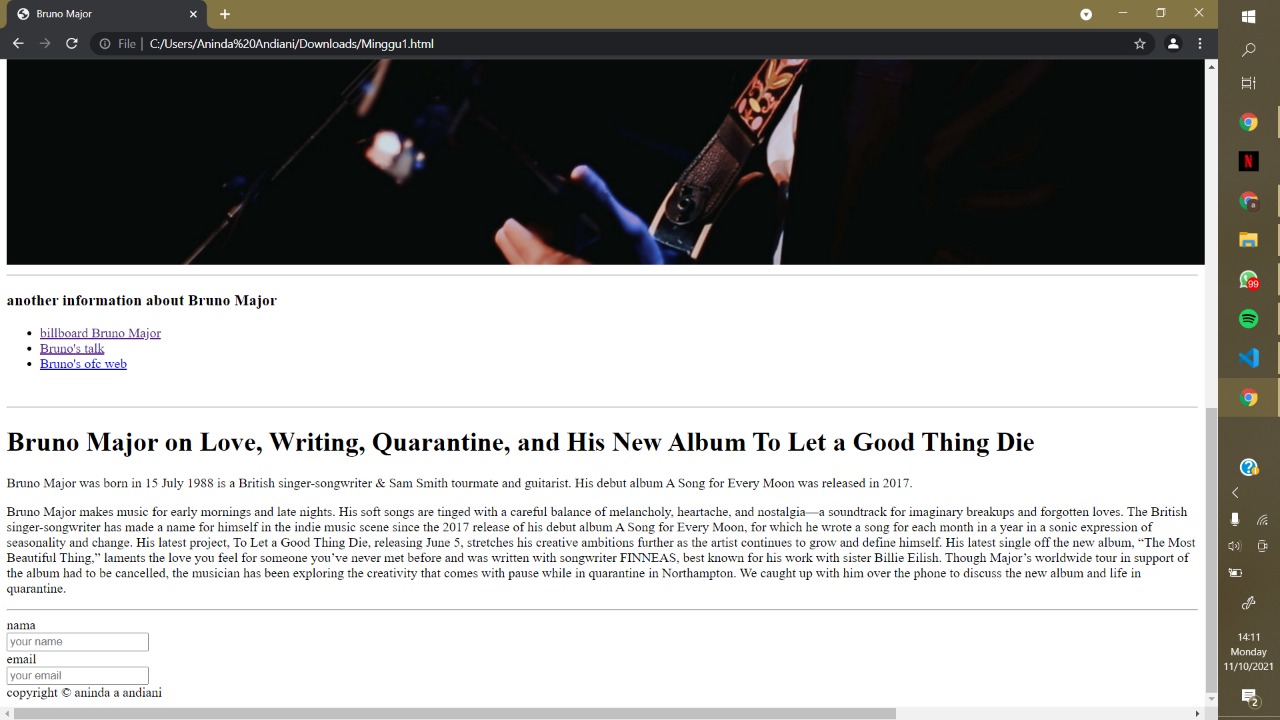 Bruno Major
File
C:/Users/Aninda%20Andiani/Downloads/Minggu1.html
another information about Bruno Major
billboard Bruno Major
Bruno's talk
Bruno's ofc web
Bruno Major on Love, Writing, Quarantine, and His New Album To Let a Good Thing Die
Bruno Major was born in 15 July 1988 is a British singer-songwriter & Sam Smith tourmate and guitarist. His debut album A Song for Every Moon was released in 2017.
Bruno Major makes music for early mornings and late nights. His soft songs are tinged with a careful balance of melancholy, heartache, and nostalgia—a soundtrack for imaginary breakups and forgotten loves. The British
singer-songwriter has made a name for himself in the indie music scene since the 2017 release of his debut album A Song for Every Moon, for which he wrote a song for each month in a year in a sonic expression of
seasonality and change. His latest project, To Let a Good Thing Die, releasing June 5, stretches his creative ambitions further as the artist continues to grow and define himself. His latest single off the new album, “The Most
Beautiful Thing,” laments the love you feel for someone you’ve never met before and was written with songwriter FINNEAS, best known for his work with sister Billie Eilish. Though Major’s worldwide tour in support of
the album had to be cancelled, the musician has been exploring the creativity that comes with pause while in quarantine in Northampton. We caught up with him over the phone to discuss the new album and life in
quarantine.
nama
your name
email
your email
copyright © aninda a andiani
N
a
99
14:11
Monday
11/10/2021
2